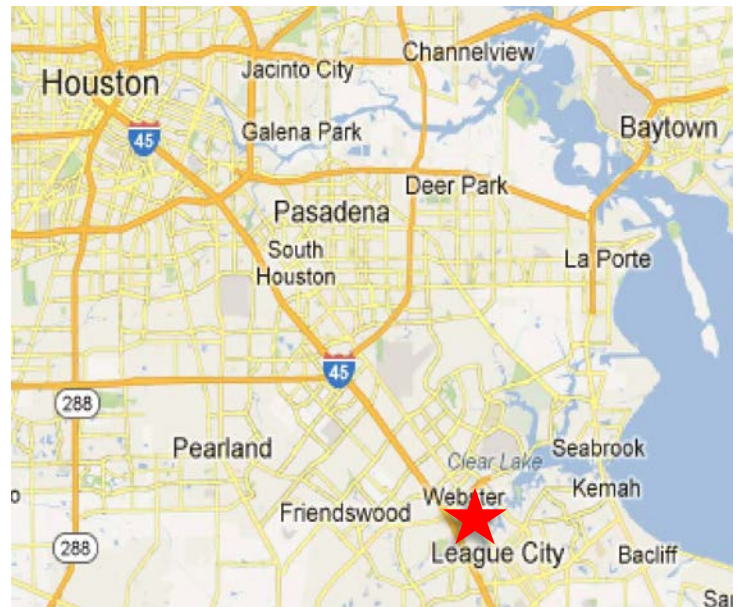 Channelview
Jacinto City
Houston
Baytown
45
Galena Park
Deer Park
Pasadena
South
Houston
La Porte
45
288
Pearland
Seabrook
Clear Lake
Kemah
Webster
Friendswood
288
League City
Bacliff